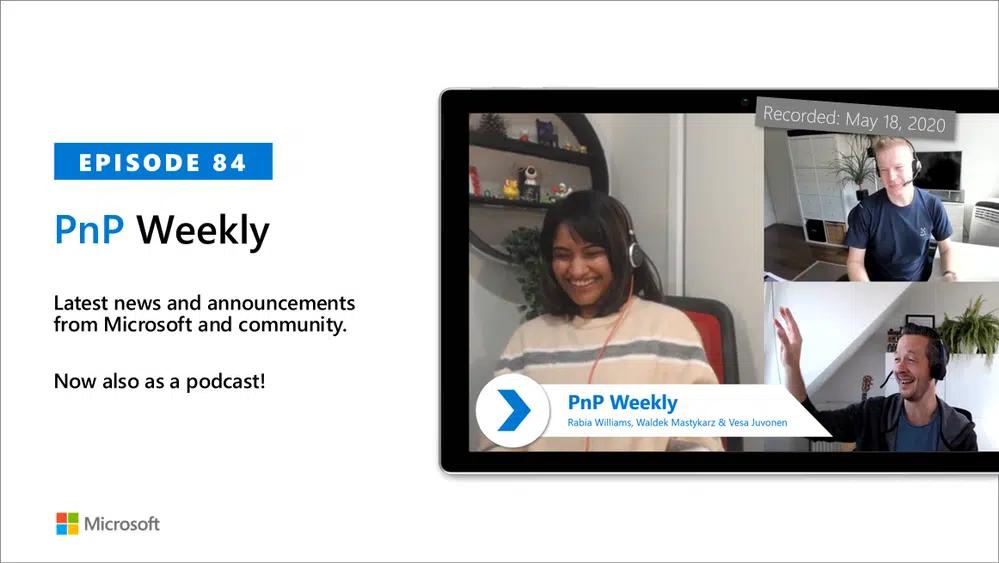 EPISODE 84
PnP Weekly
Latest news and announcements
from Microsoft and community.
Now also as a podcast!
Microsoft
Recorded: May 18, 2020
PnP Weekly
Rabia Williams, Waldek Mastykarz & Vesa Juvonen